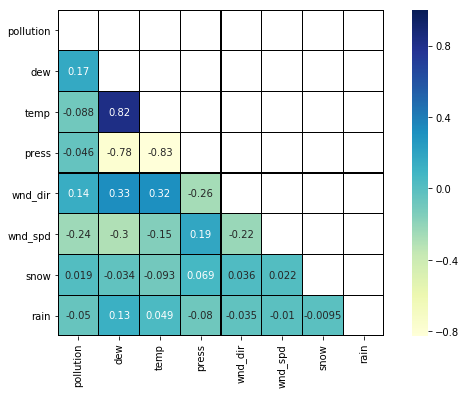 pollution
dew 0.17
temp -0.088 0.82
press -0.046 -0.78 -0.83
wnd_dir 0.14 0.33 0.32 -0.26
wnd_spd -0.24 -0.3 -0.15 0.19 -0.22
snow 0.019 -0.034 -0.093 0.069 0.036 0.022
rain -0.05 0.13 0.049 -0.08 -0.035 -0.01 -0.0095
pollution dew temp press wnd_dir wnd_spd snow rain
0.8
0.4
0.0
−0.4
−0.8